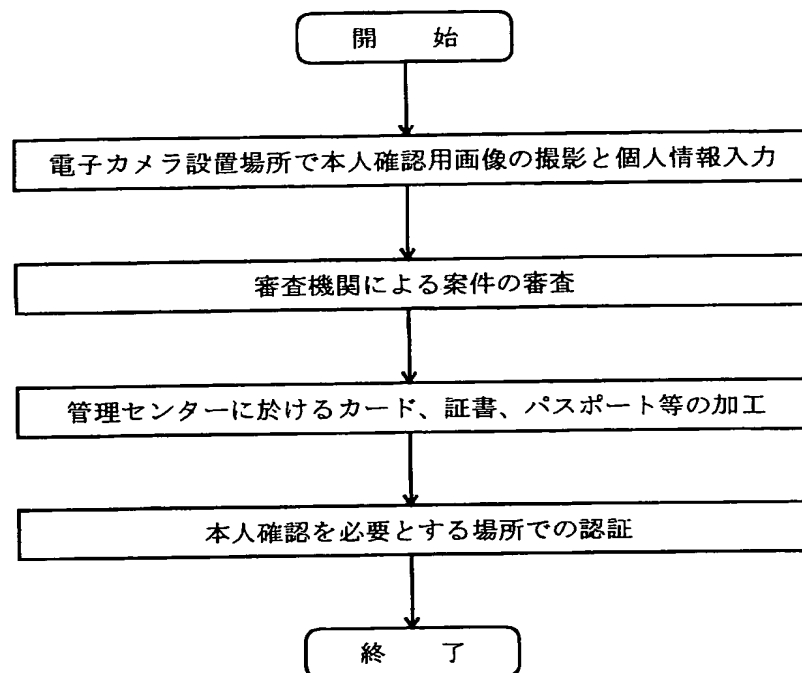 開　始
電子カメラ設置場所で本人確認用画像の撮影と個人情報入力
審査機関による案件の審査
管理センターに於けるカード、証書、パスポート等の加工
本人確認を必要とする場所での認証
終　了